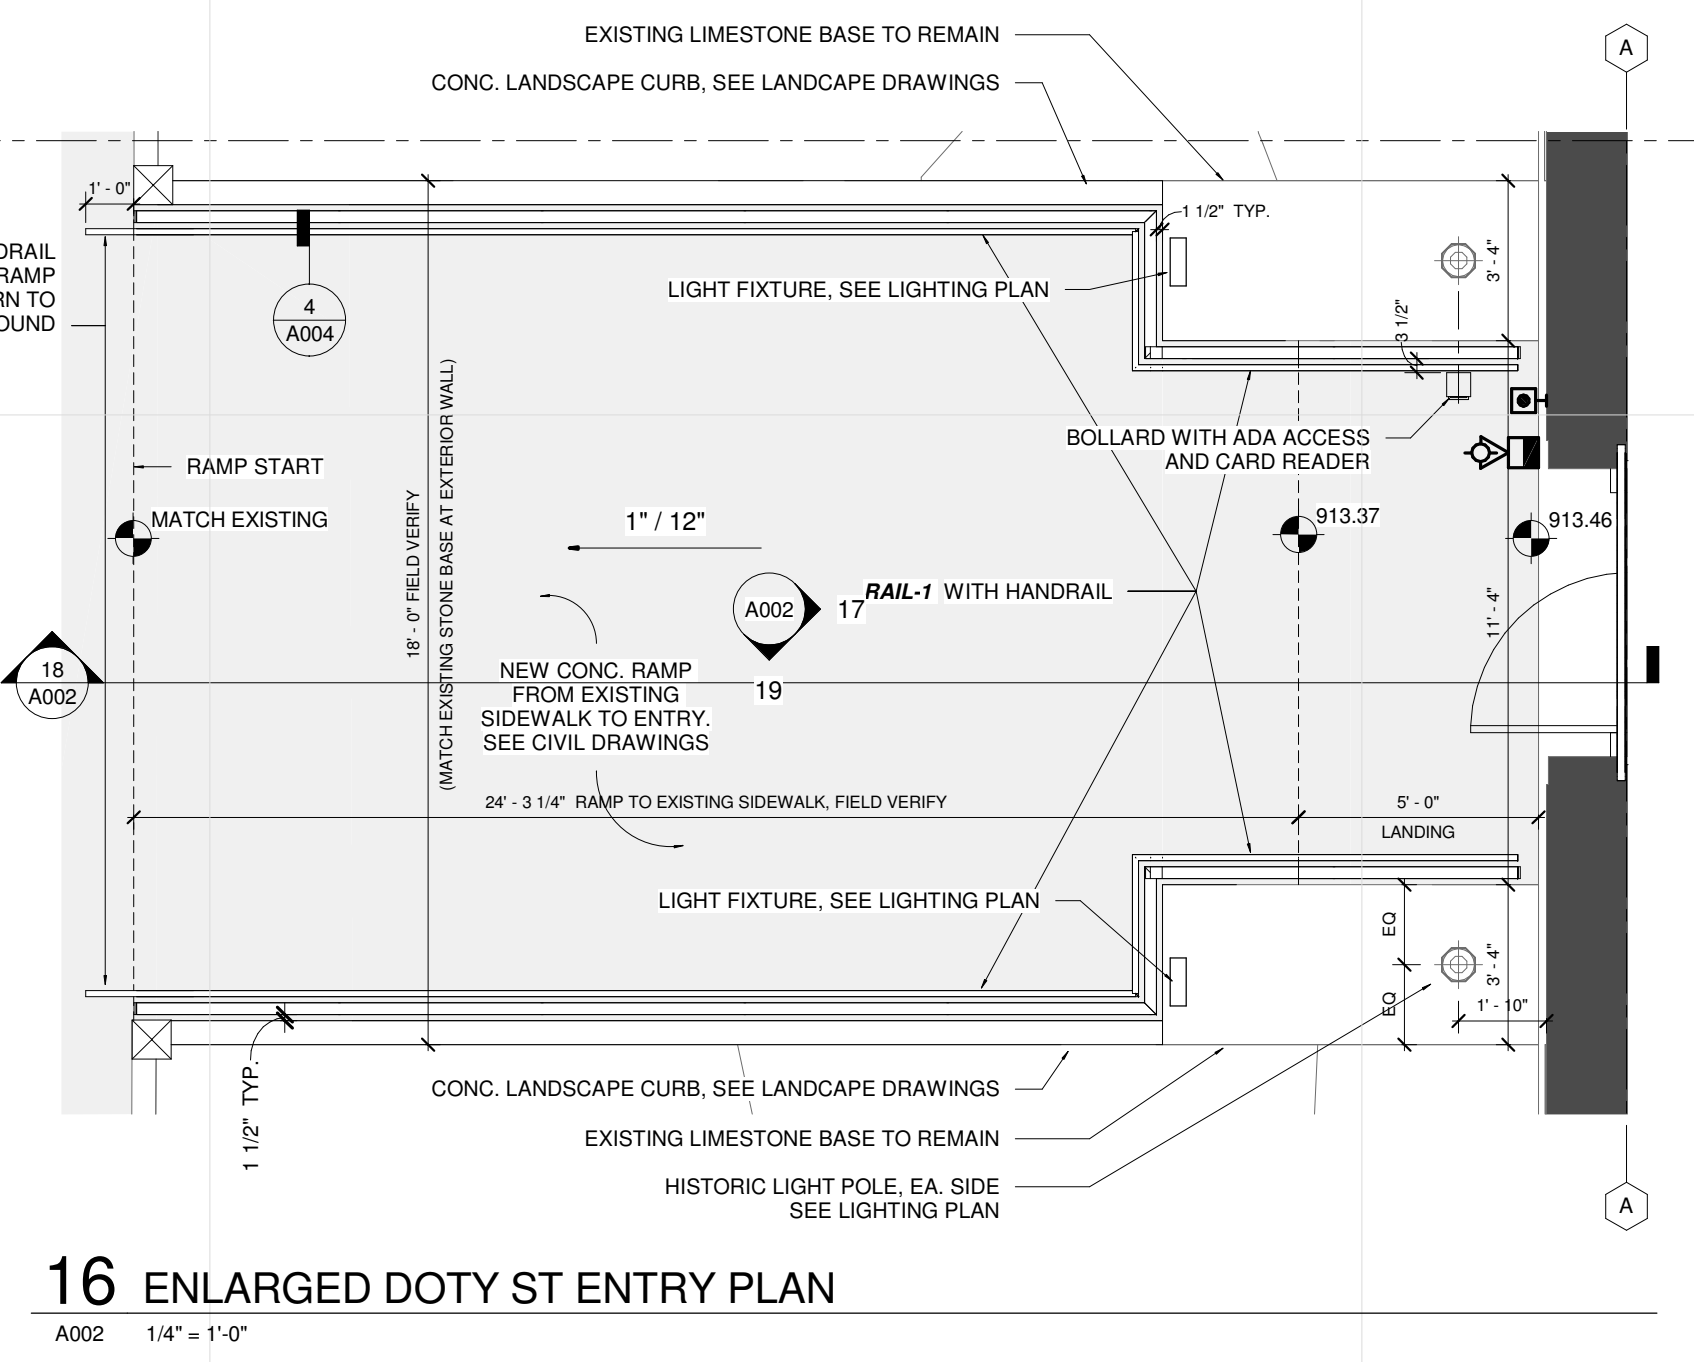 EXISTING LIMESTONE BASE TO REMAIN
A
CONC. LANDSCAPE CURB, SEE LANDCAPE DRAWINGS
1' - 0"
1 1/2" TYP.
DRAIL
RAMP
RN TO
OUND
3' - 4"
LIGHT FIXTURE, SEE LIGHTING PLAN
4
A004
3 1/2"
BOLLARD WITH ADA ACCESS
AND CARD READER
RAMP START
MATCH EXISTING
18' - 0" FIELD VERIFY
(MATCH EXISTING STONE BASE AT EXTERIOR WALL)
1" / 12"
913.37
913.46
RAIL-1 WITH HANDRAIL
A002
17
19
11' - 4"
18
A002
NEW CONC. RAMP
FROM EXISTING
SIDEWALK TO ENTRY.
SEE CIVIL DRAWINGS
24' - 3 1/4" RAMP TO EXISTING SIDEWALK, FIELD VERIFY
5' - 0"
LANDING
LIGHT FIXTURE, SEE LIGHTING PLAN
EQ
EQ
3' - 4"
1' - 10"
1 1/2" TYP.
CONC. LANDSCAPE CURB, SEE LANDCAPE DRAWINGS
EXISTING LIMESTONE BASE TO REMAIN
HISTORIC LIGHT POLE, EA. SIDE
SEE LIGHTING PLAN
A
16 ENLARGED DOTY ST ENTRY PLAN
A002 1/4" = 1'-0"